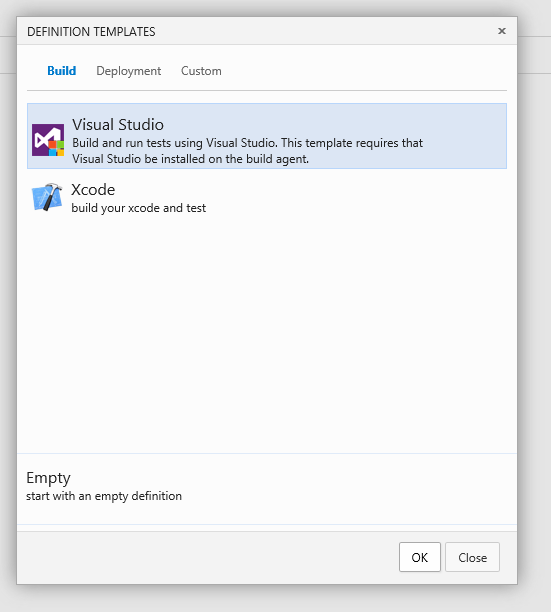 DEFINITION TEMPLATES
Build Deployment Custom
Visual Studio
Build and run tests using Visual Studio. This template requires that
Visual Studio be installed on the build agent.
Xcode
build your xcode and test
Empty
start with an empty definition
OK Close